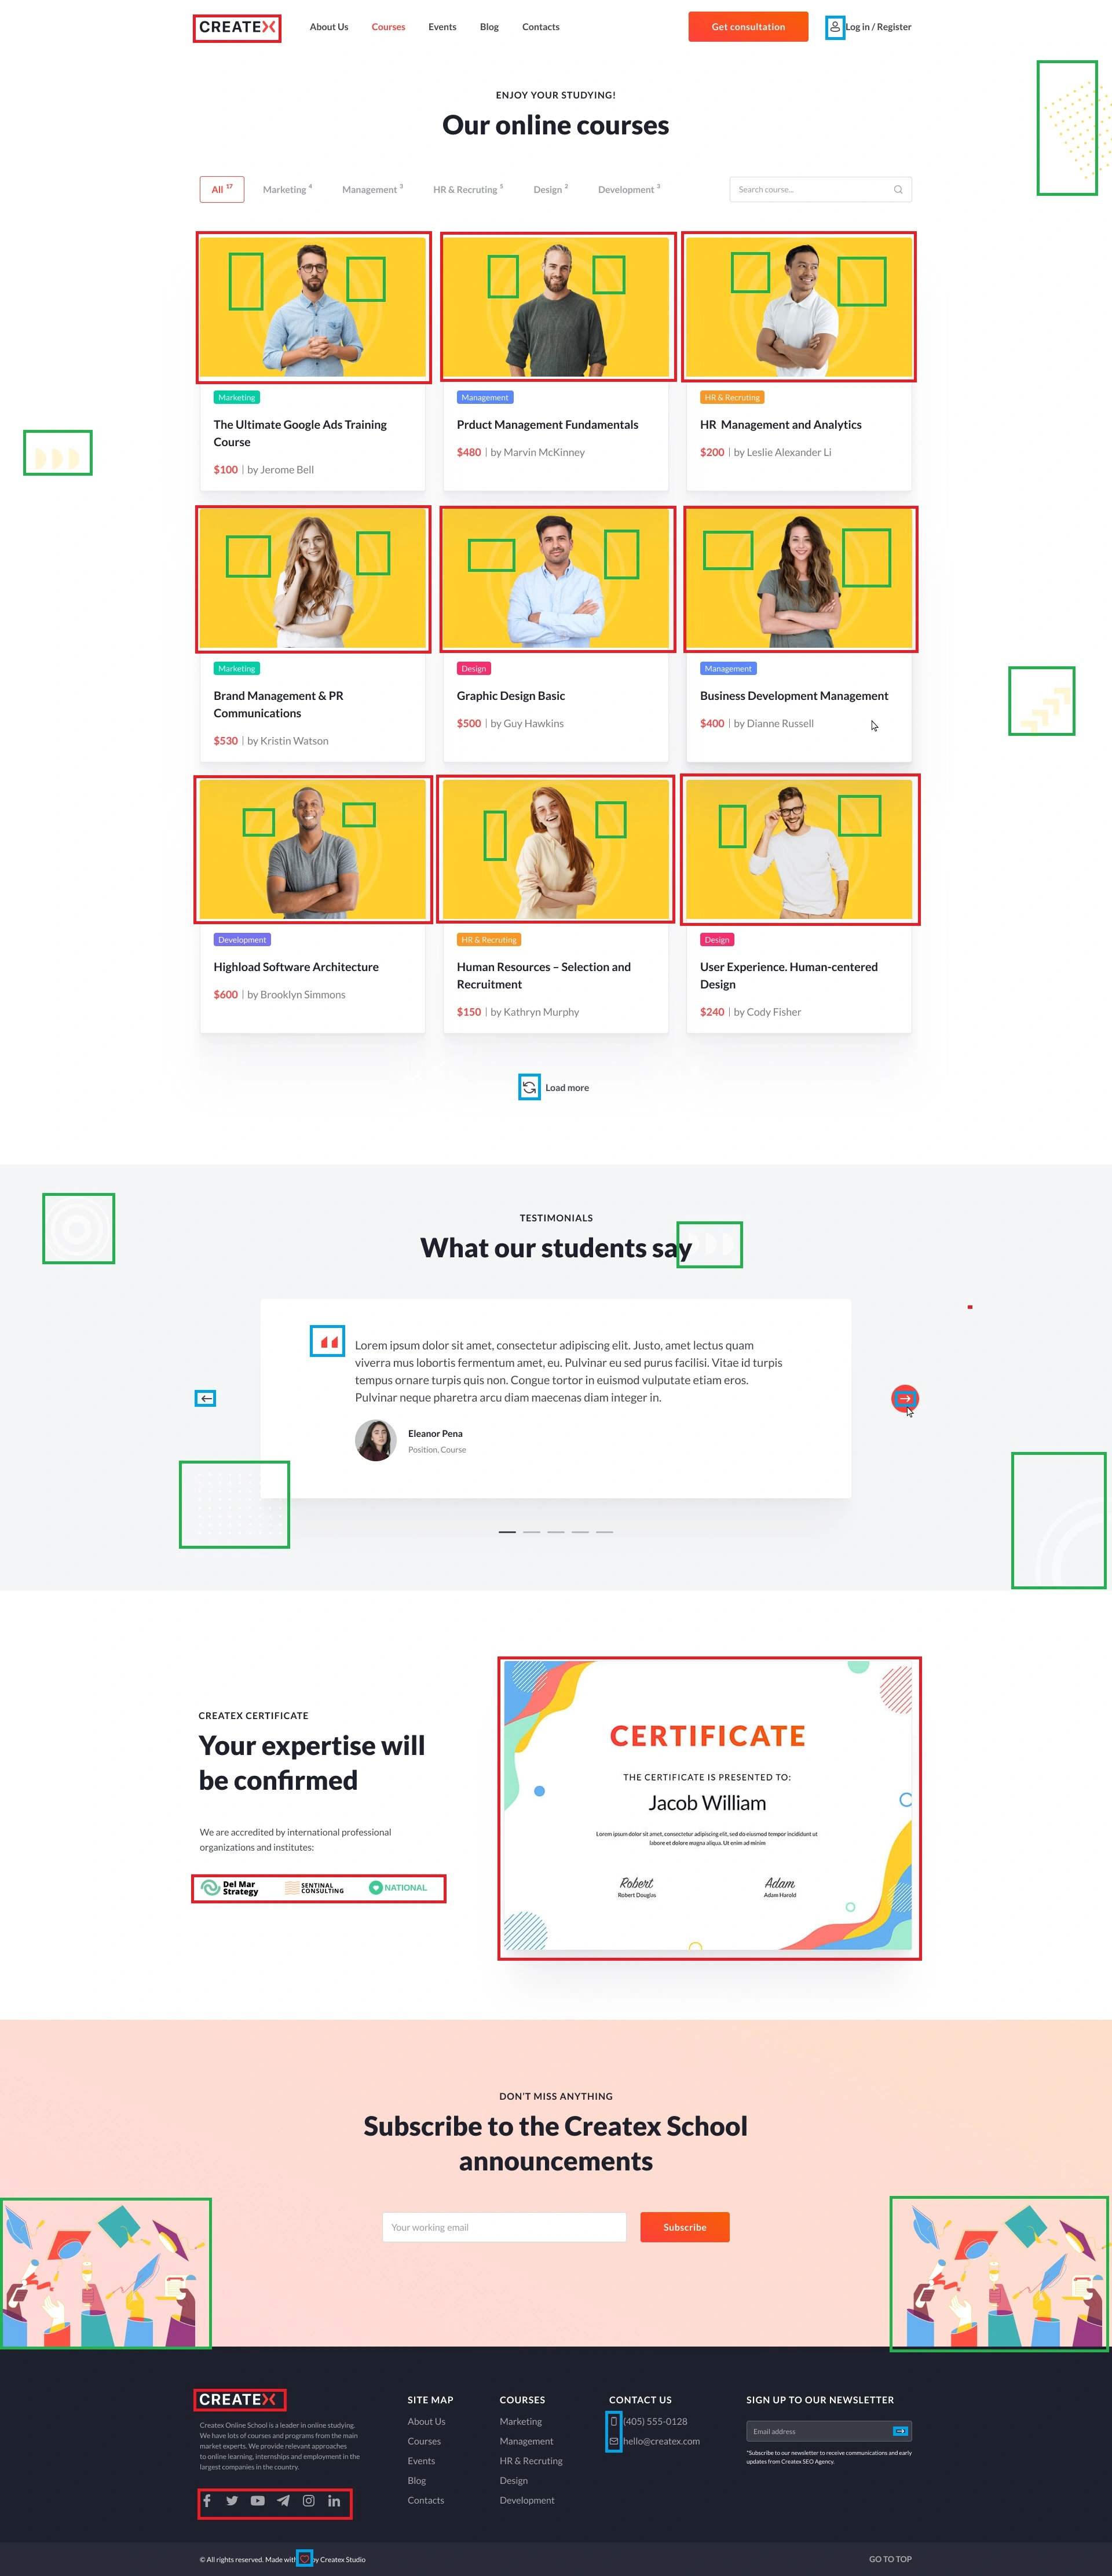 CREATEX
About Us
Courses
Events
Blog
Contacts
Get consultation
Log in / Register
ENJOY YOUR STUDYING!
Our online courses
All 17
Marketing 4
Management 3
HR & Recruting 5
Design 2
Development 3
Search course...
Marketing
The Ultimate Google Ads Training
Course
$100 | by Jerome Bell
Management
Prduct Management Fundamentals
$480 | by Marvin McKinney
HR & Recruting
HR Management and Analytics
$200 | by Leslie Alexander Li
Marketing
Brand Management & PR
Communications
$530 | by Kristin Watson
Design
Graphic Design Basic
$500 | by Guy Hawkins
Management
Business Development Management
$400 | by Dianne Russell
Development
Highload Software Architecture
$600 | by Brooklyn Simmons
HR & Recruting
Human Resources – Selection and
Recruitment
$150 | by Kathryn Murphy
Design
User Experience. Human-centered
Design
$240 | by Cody Fisher
Load more
TESTIMONIALS
What our students say
Lorem ipsum dolor sit amet, consectetur adipiscing elit. Justo, amet lectus quam
viverra mus lobortis fermentum amet, eu. Pulvinar eu sed purus facilisi. Vitae id turpis
tempus ornare turpis quis non. Congue tortor in euismod vulputate etiam eros.
Pulvinar neque pharetra arcu diam maecenas diam integer in.
Eleanor Pena
Position, Course
CREATEX CERTIFICATE
Your expertise will
be confirmed
We are accredited by international professional
organizations and institutes:
Del Mar
Strategy
SENTINAL
CONSULTING
NATIONAL
CERTIFICATE
THE CERTIFICATE IS PRESENTED TO:
Jacob William
Lorem ipsum dolor sit amet, consectetur adipiscing elit, sed do eiusmod tempor incididunt ut
labore et dolore magna aliqua. Ut enim ad minim
Robert
Robert Douglas
Adam
Adam Harold
DON'T MISS ANYTHING
Subscribe to the Createx School
announcements
Your working email
Subscribe
CREATEX
Createx Online School is a leader in online studying.
We have lots of courses and programs from the main
market experts. We provide relevant approaches
to online learning, internships and employment in the
largest companies in the country.
SITE MAP
About Us
Courses
Events
Blog
Contacts
COURSES
Marketing
Management
HR & Recruting
Design
Development
CONTACT US
(405) 555-0128
hello@createx.com
SIGN UP TO OUR NEWSLETTER
Email address
*Subscribe to our newsletter to receive communications and early
updates from Createx SEO Agency.
© All rights reserved. Made with by Createx Studio
GO TO TOP